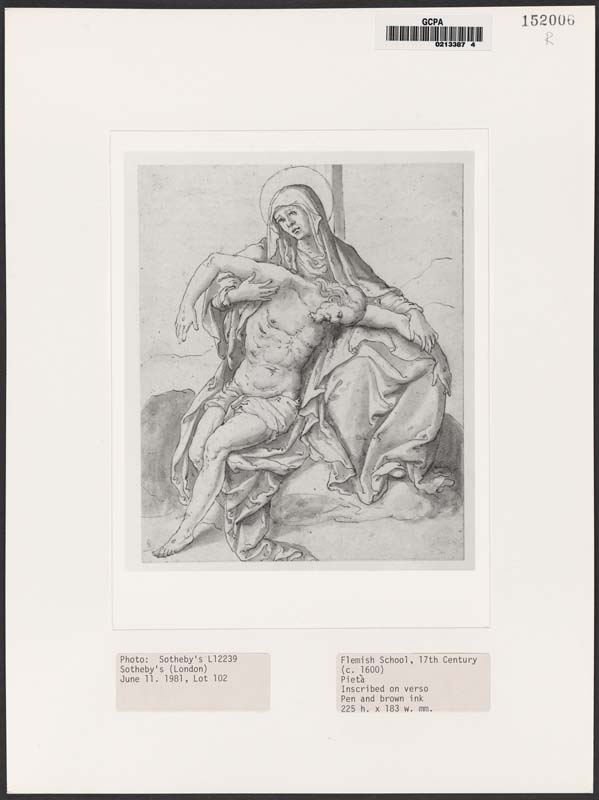 GCPA
0213387 4
152006
R
Photo: Sotheby's L12239
Sotheby's (London)
June 11. 1981, Lot 102
Flemish School, 17th Century
(c. 1600)
Pietà
Inscribed on verso
Pen and brown ink
225 h. x 183 w. mm.